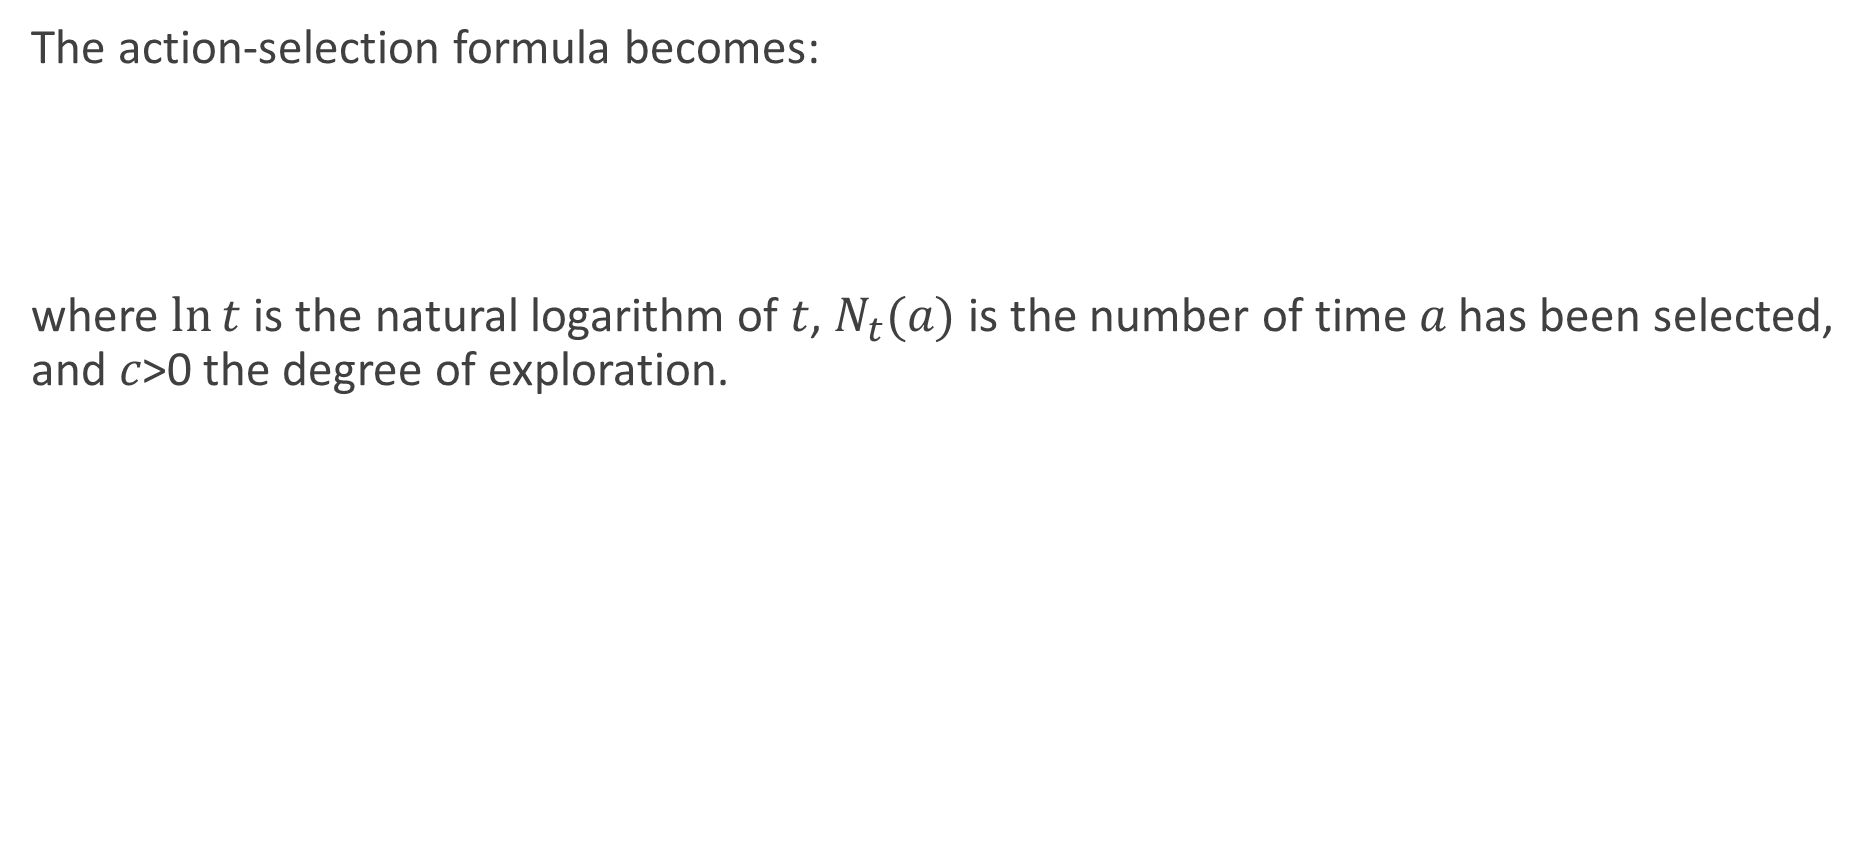 The action-selection formula becomes:
where ln t is the natural logarithm of t, Nₜ(a) is the number of time a has been selected,
and c>0 the degree of exploration.